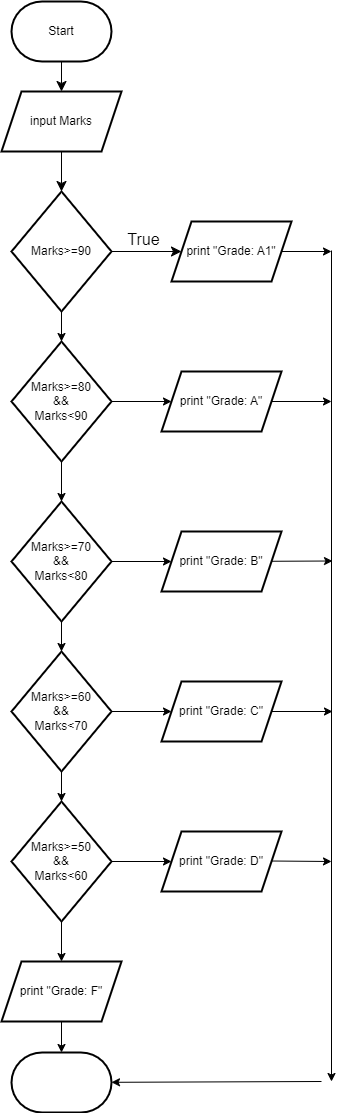 Start
input Marks
Marks>=90
True
print "Grade: A1"
Marks>=80
&&
Marks<90
print "Grade: A"
Marks>=70
&&
Marks<80
print "Grade: B"
Marks>=60
&&
Marks<70
print "Grade: C"
Marks>=50
&&
Marks<60
print "Grade: D"
print "Grade: F"